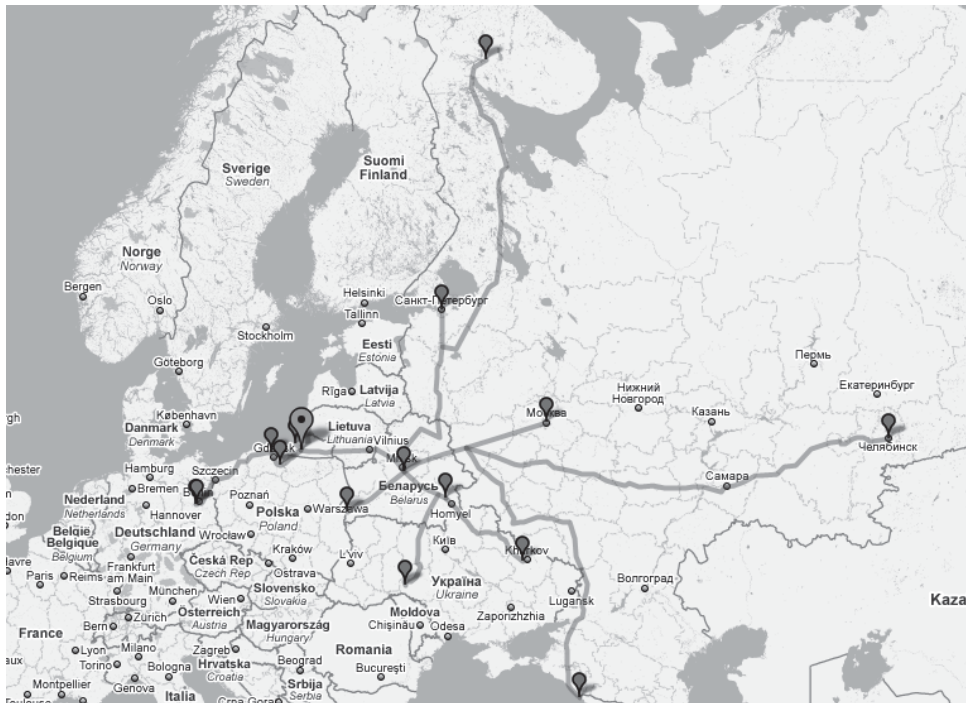 Sverige
Sweden
Suomi
Finland
Norge
Norway
Bergen
Oslo
Helsinki
Санкт-Петербург
Tallinn
Stockholm
Eesti
Estonia
Göteborg
Пермь
Rīga
Latvija
Latvia
Нижний
Новгород
Екатеринбург
København
Danmark
Denmark
Москва
Казань
Lietuva
Lithuania
Vilnius
Челябинск
Hamburg
Szczecin
Bremen
Самара
Беларусь
Belarus
Nederland
Netherlands
Poznań
Hannover
Polska
Poland
Warszawa
Homyel
België
Belgique
Belgium
Deutschland
Germany
Wrocław
Київ
Kharkov
Frankfurt
am Main
Česká Rep
Czech Rep
Kraków
Ostrava
L'viv
Paris
Reims
Україна
Ukraine
Волгоград
Strasbourg
München
Wien
Slovensko
Slovakia
Lugansk
Österreich
Austria
Moldova
Chişinău
Odesa
Zaporizhzhia
Kaza
Bern
Zürich
Magyarország
Hungary
France
Lyon
Milano
Torino
Zagreb
Hrvatska
Croatia
Romania
Bologna
Genova
Beograd
Bucureşti
Montpellier
Italia
Srbija
Serbia